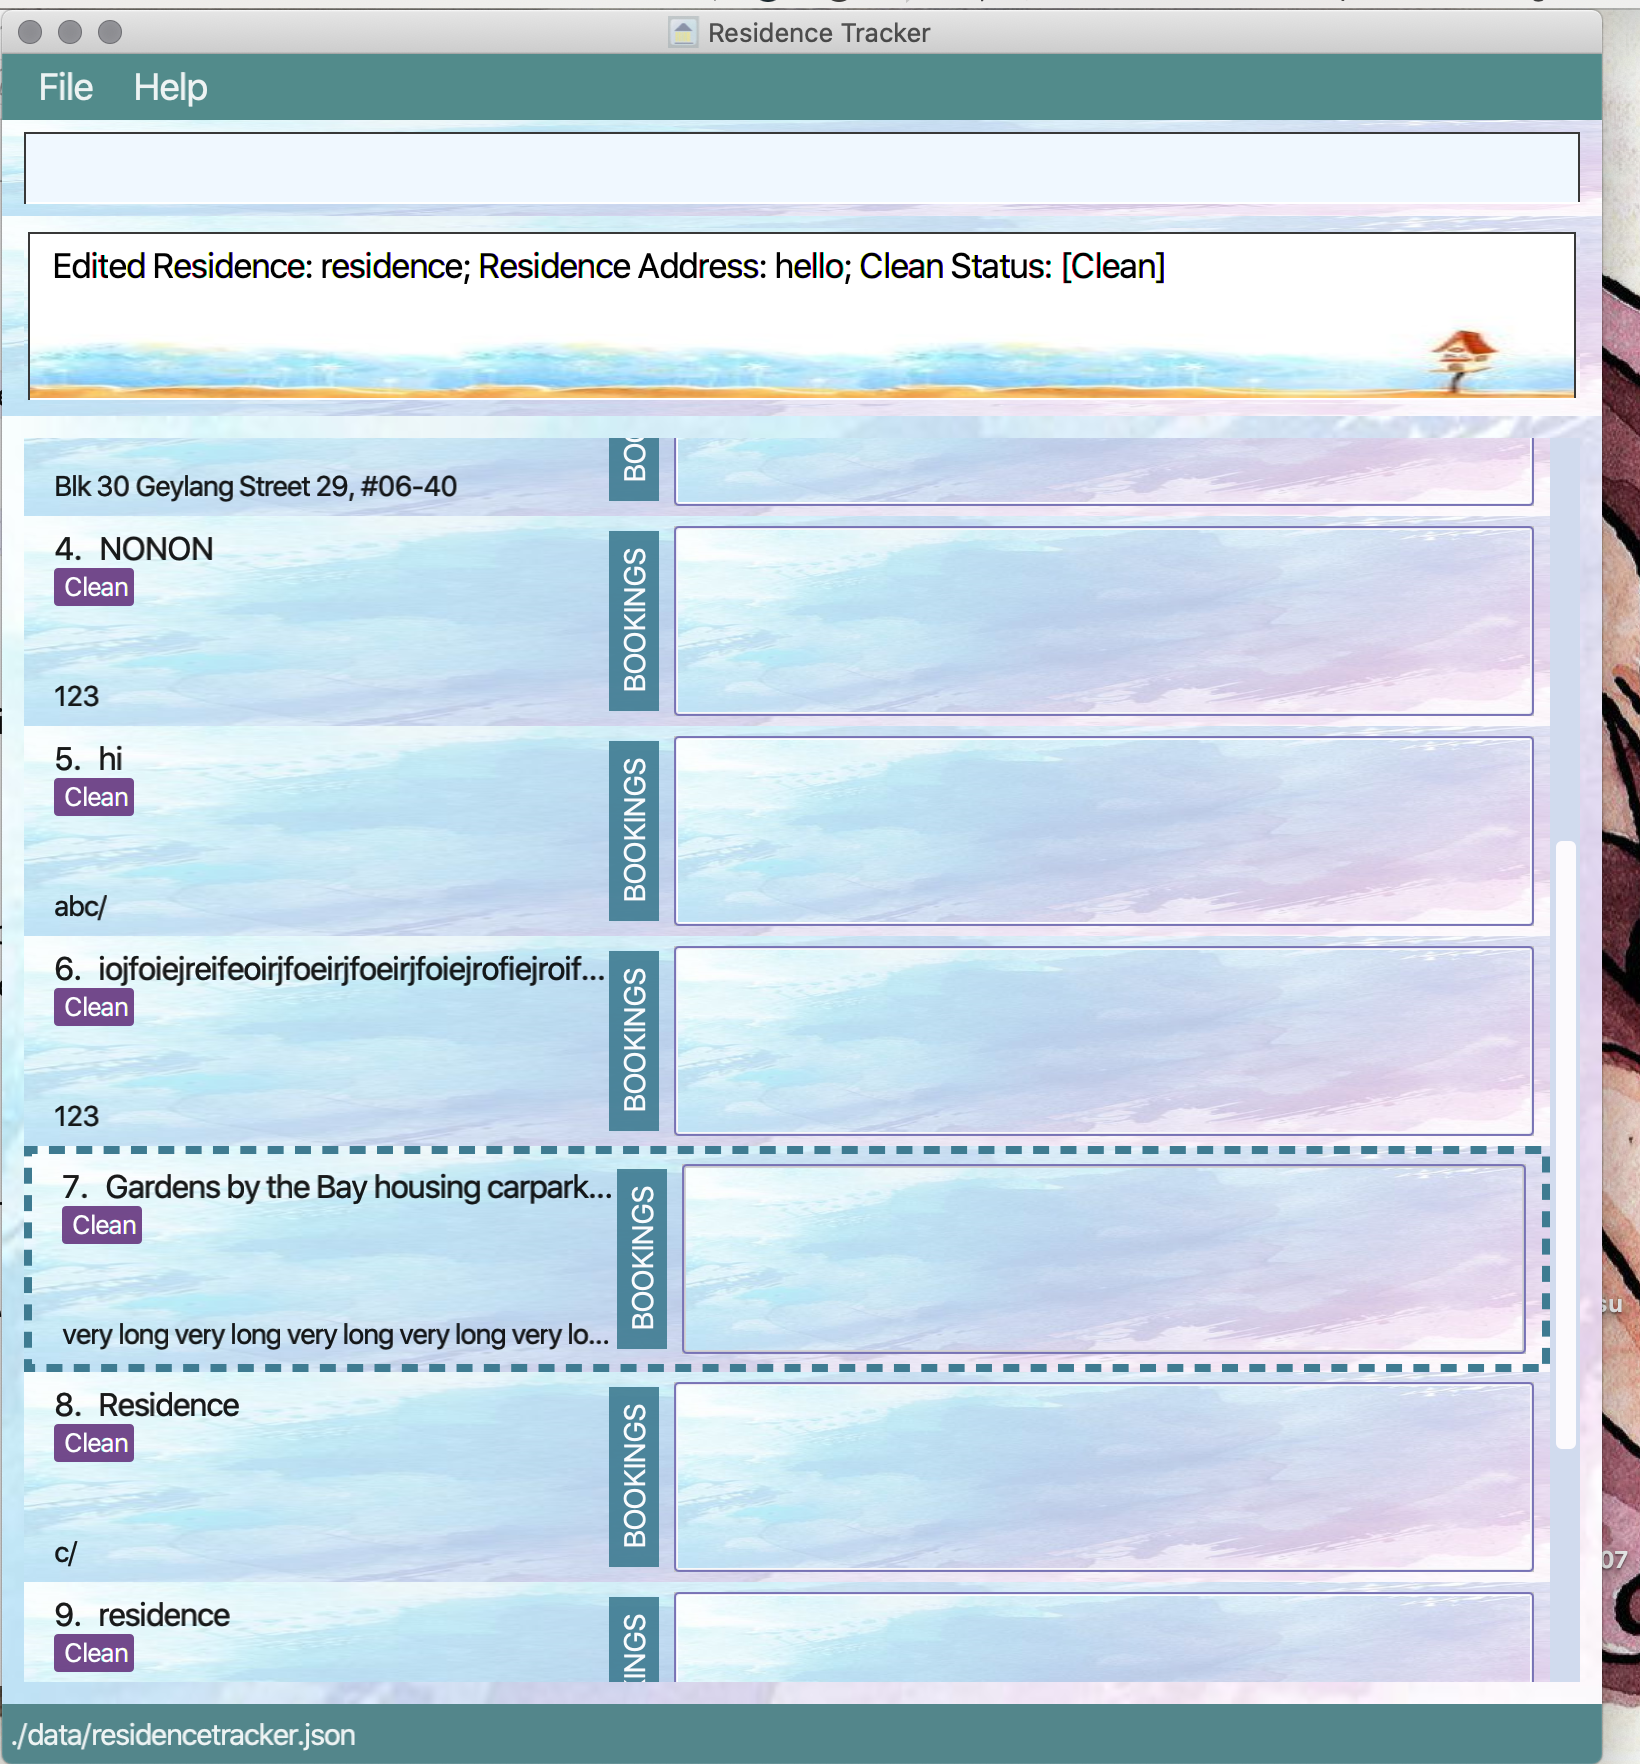 Residence Tracker
File Help
Edited Residence: residence; Residence Address: hello; Clean Status: [Clean]
Blk 30 Geylang Street 29, #06-40
4. NONON
Clean
BOOKINGS
123
5. hi
Clean
BOOKINGS
abc/
6. iojfoiejreifeoirjfoeirjfoeirjfoiejrofiejroif...
Clean
BOOKINGS
123
7. Gardens by the Bay housing carpark...
Clean
BOOKINGS
very long very long very long very long very lo...
8. Residence
Clean
BOOKINGS
c/
9. residence
Clean
./data/residencetracker.json